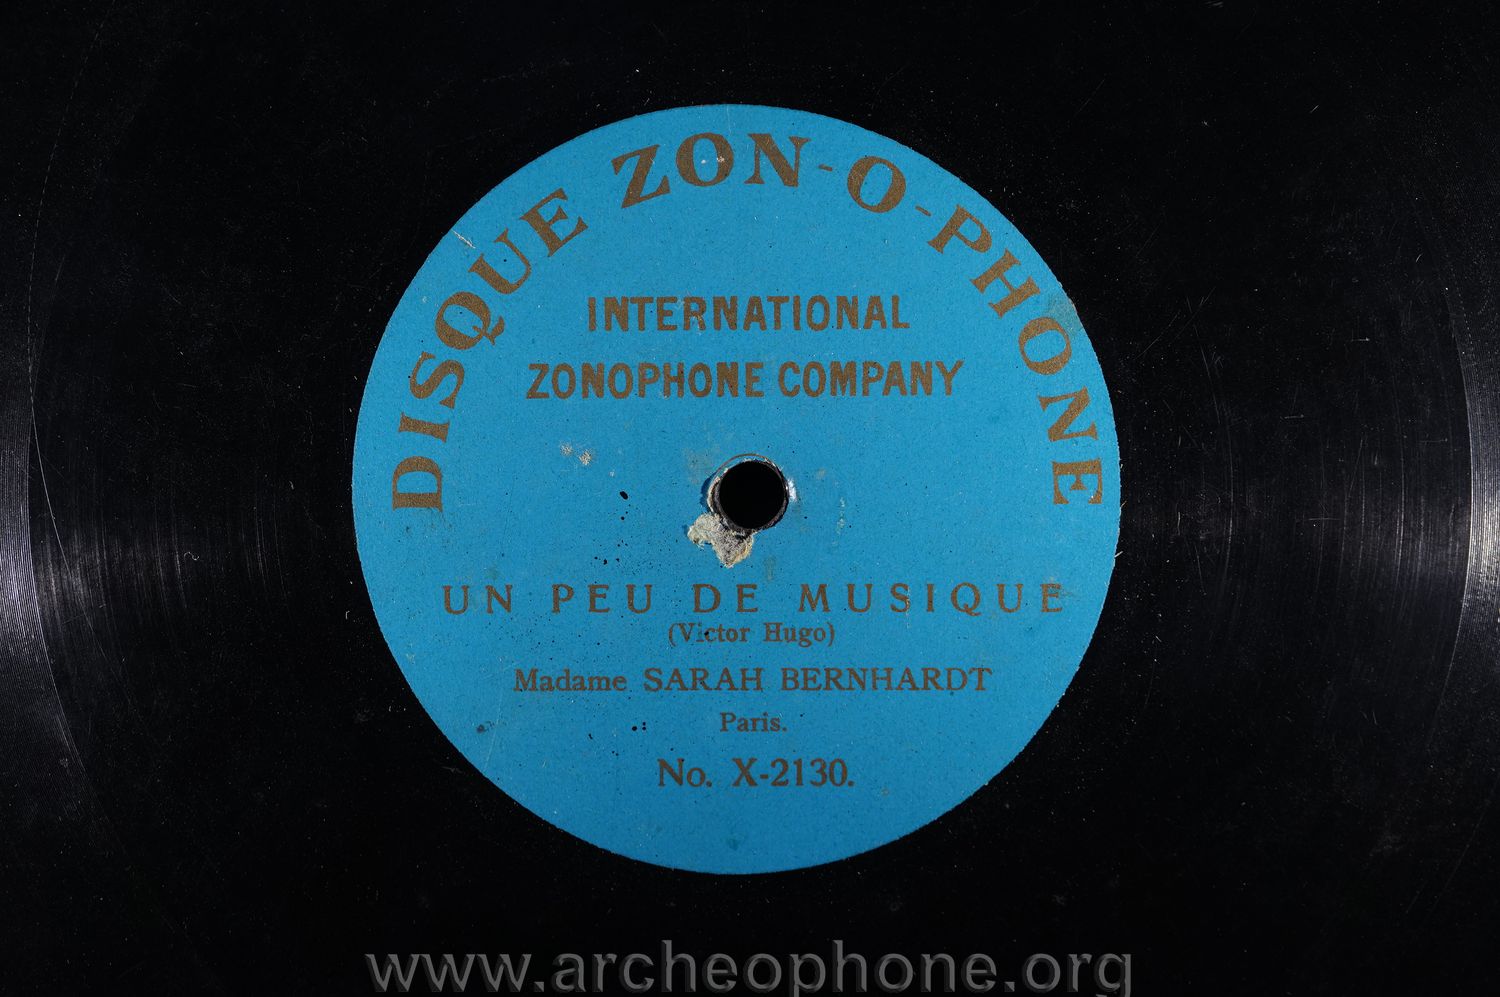 DISQUE ZON-O-PHONE
INTERNATIONAL
ZONOPHONE COMPANY
UN PEU DE MUSIQUE
(Victor Hugo)
Madame SARAH BERNHARDT
Paris.
No. X-2130.
www.archeophone.org